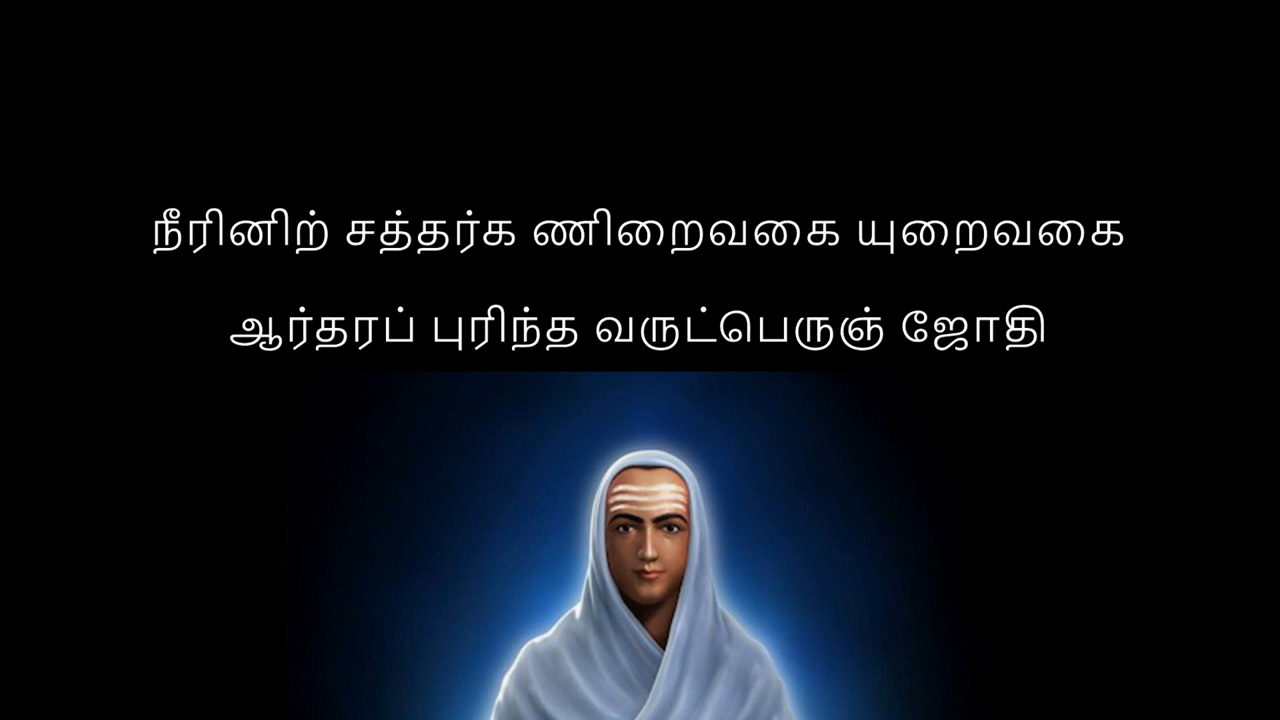 நீரினிற் சத்தர்க ணிறைவகை யுறைவகை
ஆர்தரப் புரிந்த வருட்பெருஞ் ஜோதி